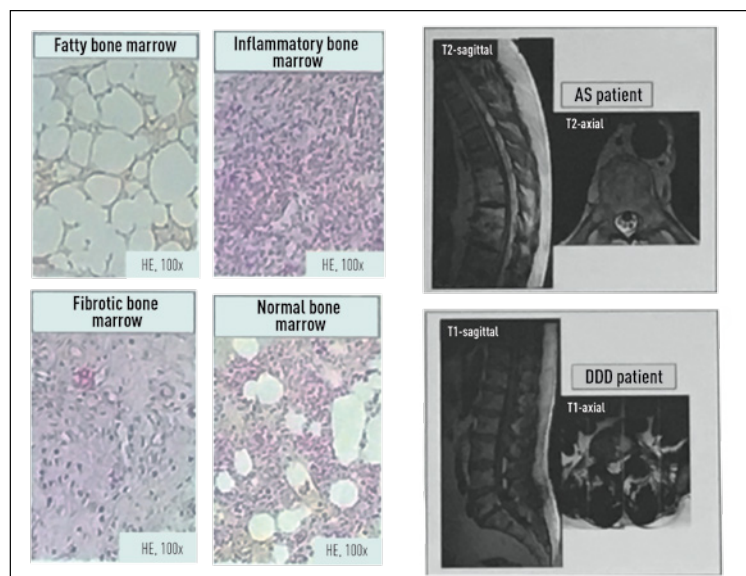 Fatty bone marrow
Inflammatory bone
marrow
HE, 100x
HE, 100x
Fibrotic bone
marrow
Normal bone
marrow
HE, 100x
HE, 100x
T2-sagittal
AS patient
T2-axial
T1-sagittal
DDD patient
T1-axial